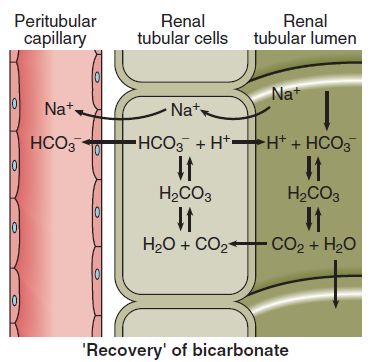 Peritubular
capillary
Renal
tubular cells
Renal
tubular lumen
Na⁺
Na⁺
Na⁺
HCO₃⁻
HCO₃⁻ + H⁺
H⁺ + HCO₃⁻
H₂CO₃
H₂CO₃
H₂O + CO₂
CO₂ + H₂O
'Recovery' of bicarbonate